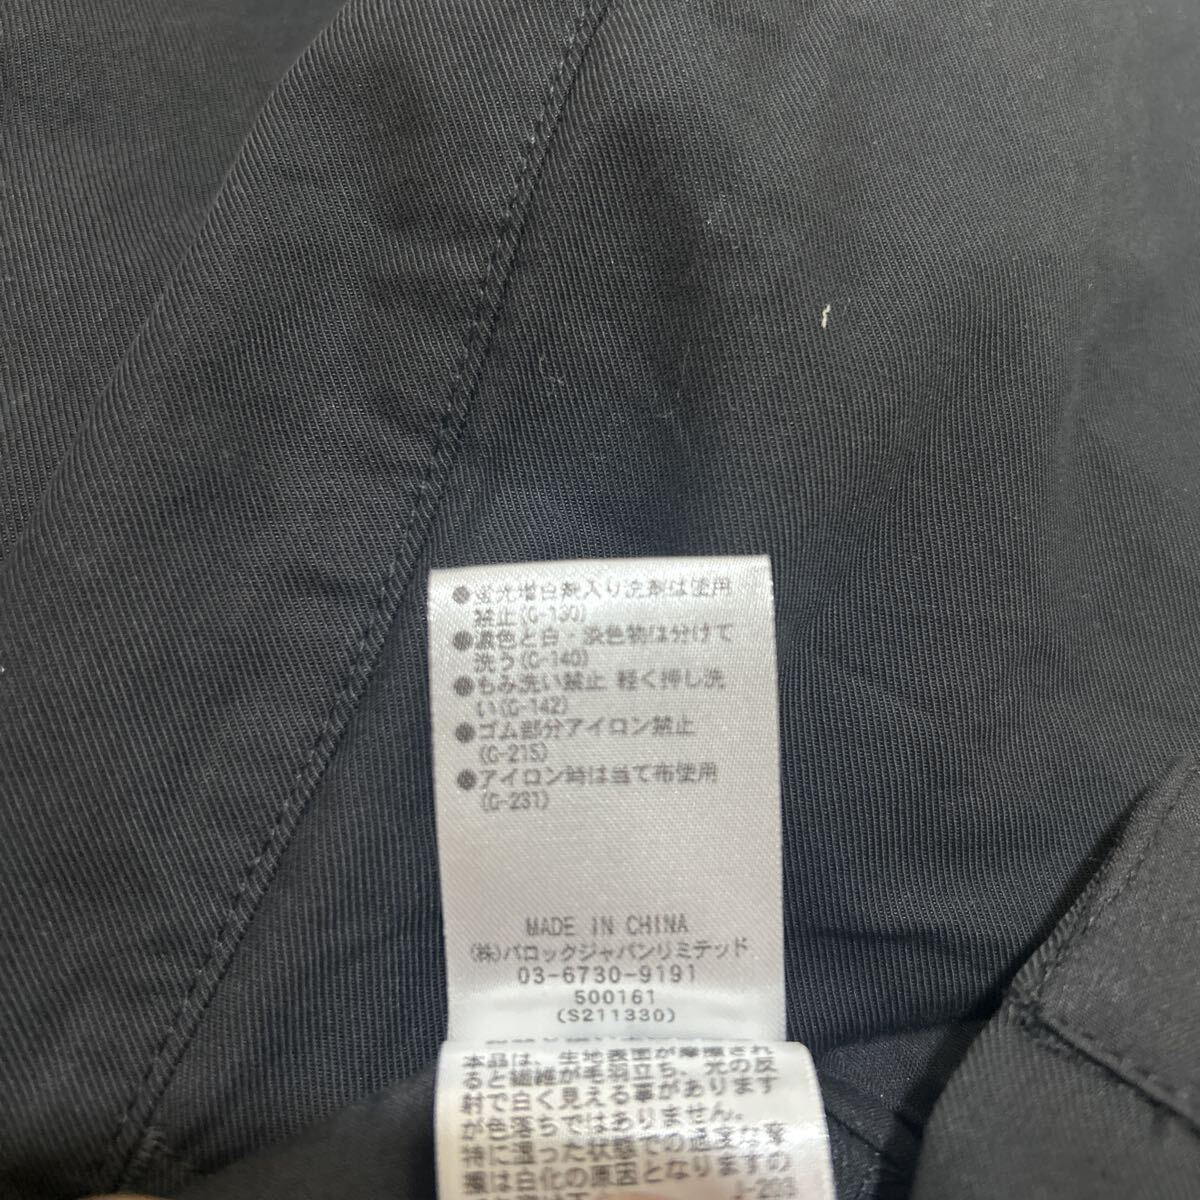 ●蛍光増白剤入り洗剤は使用
禁止(C-130)
●濃色と白・淡色物は分けて
洗う(C-140)
●もみ洗い禁止 軽く押し洗
い(C-142)
●ゴム部分アイロン禁止
(C-215)
●アイロン時は当て布使用
(C-231)
MADE IN CHINA
(株)バロックジャパンリミテッド
03-6730-9191
500161
(S211330)
本品は、生地表面が摩擦され
ると繊維が毛羽立ち、光の反
射で白く見える事があります
が色落ちではありません。
特に湿った状態での過度な摩
擦は白化の原因となりますの
J-203